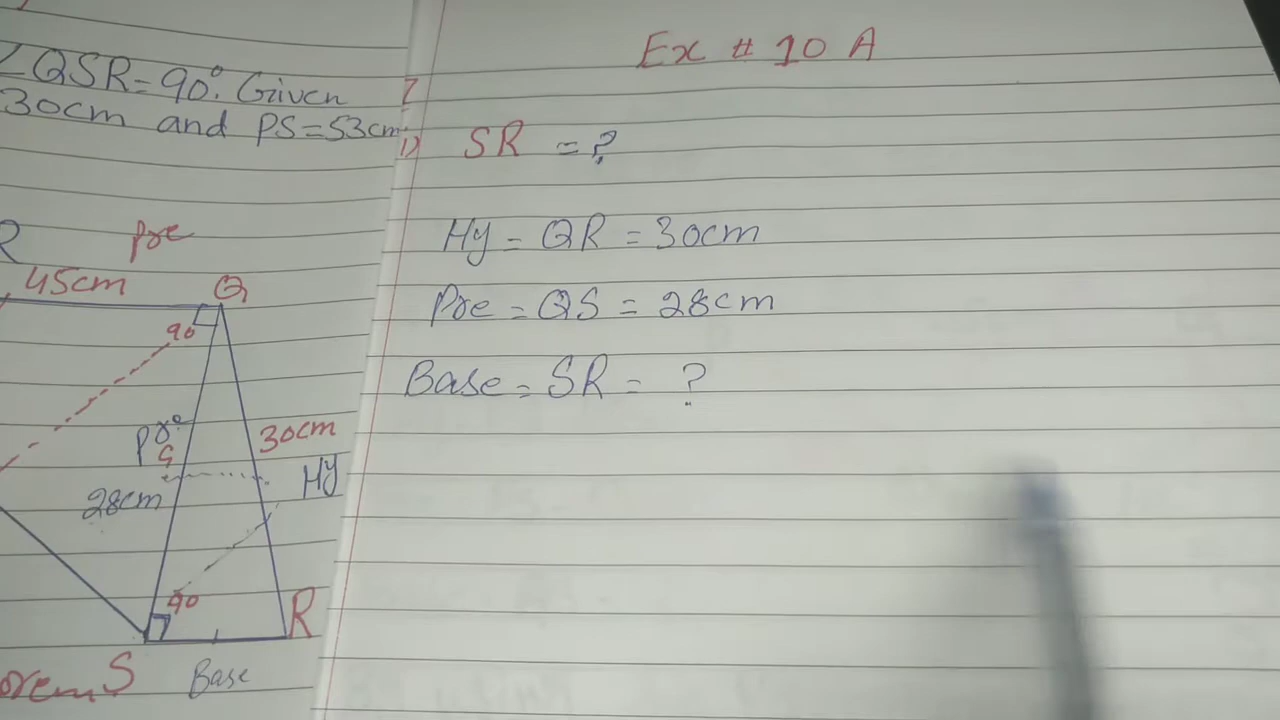 ∠QSR=90°. Given
30cm and PS=53cm.
R
Pre
45cm
Q
90
Pre
30cm
28cm
Hy
90
R
S
Base
Ex # 10 A
1) SR = ?
Hy = QR = 30cm
Pre = QS = 28cm
Base = SR = ?